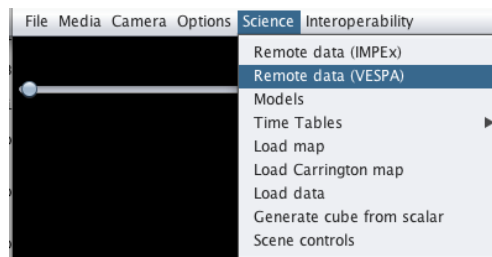 File Media Camera Options Science Interoperability
Remote data (IMPEx)
Remote data (VESPA)
Models
Time Tables
Load map
Load Carrington map
Load data
Generate cube from scalar
Scene controls